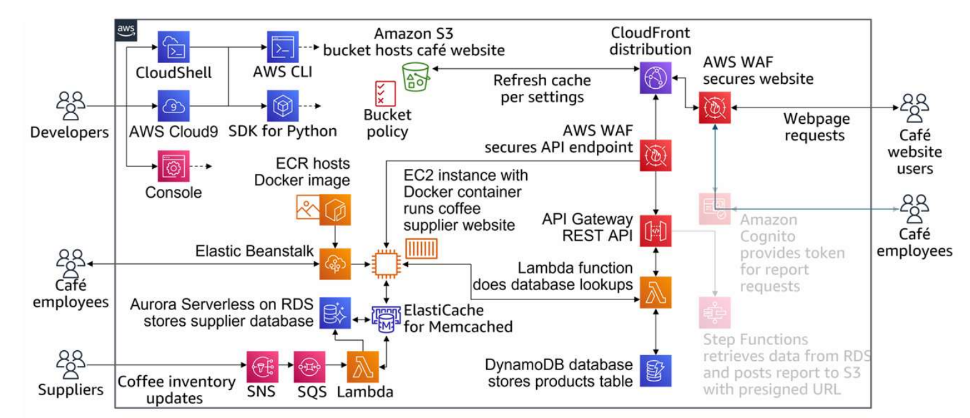 aws
CloudShell
AWS CLI
Developers
AWS Cloud9
SDK for Python
Console
Amazon S3
bucket hosts café website
Bucket
policy
Refresh cache
per settings
CloudFront
distribution
AWS WAF
secures website
Webpage
requests
Café
website
users
AWS WAF
secures API endpoint
ECR hosts
Docker image
EC2 instance with
Docker container
runs coffee
supplier website
API Gateway
REST API
Amazon
Cognito
provides token
for report
requests
Café
employees
Café
employees
Elastic Beanstalk
Lambda function
does database lookups
Aurora Serverless on RDS
stores supplier database
M
ElastiCache
for Memcached
Step Functions
retrieves data from RDS
and posts report to S3
with presigned URL
DynamoDB database
stores products table
Suppliers
Coffee inventory
updates
SNS
SQS
Lambda